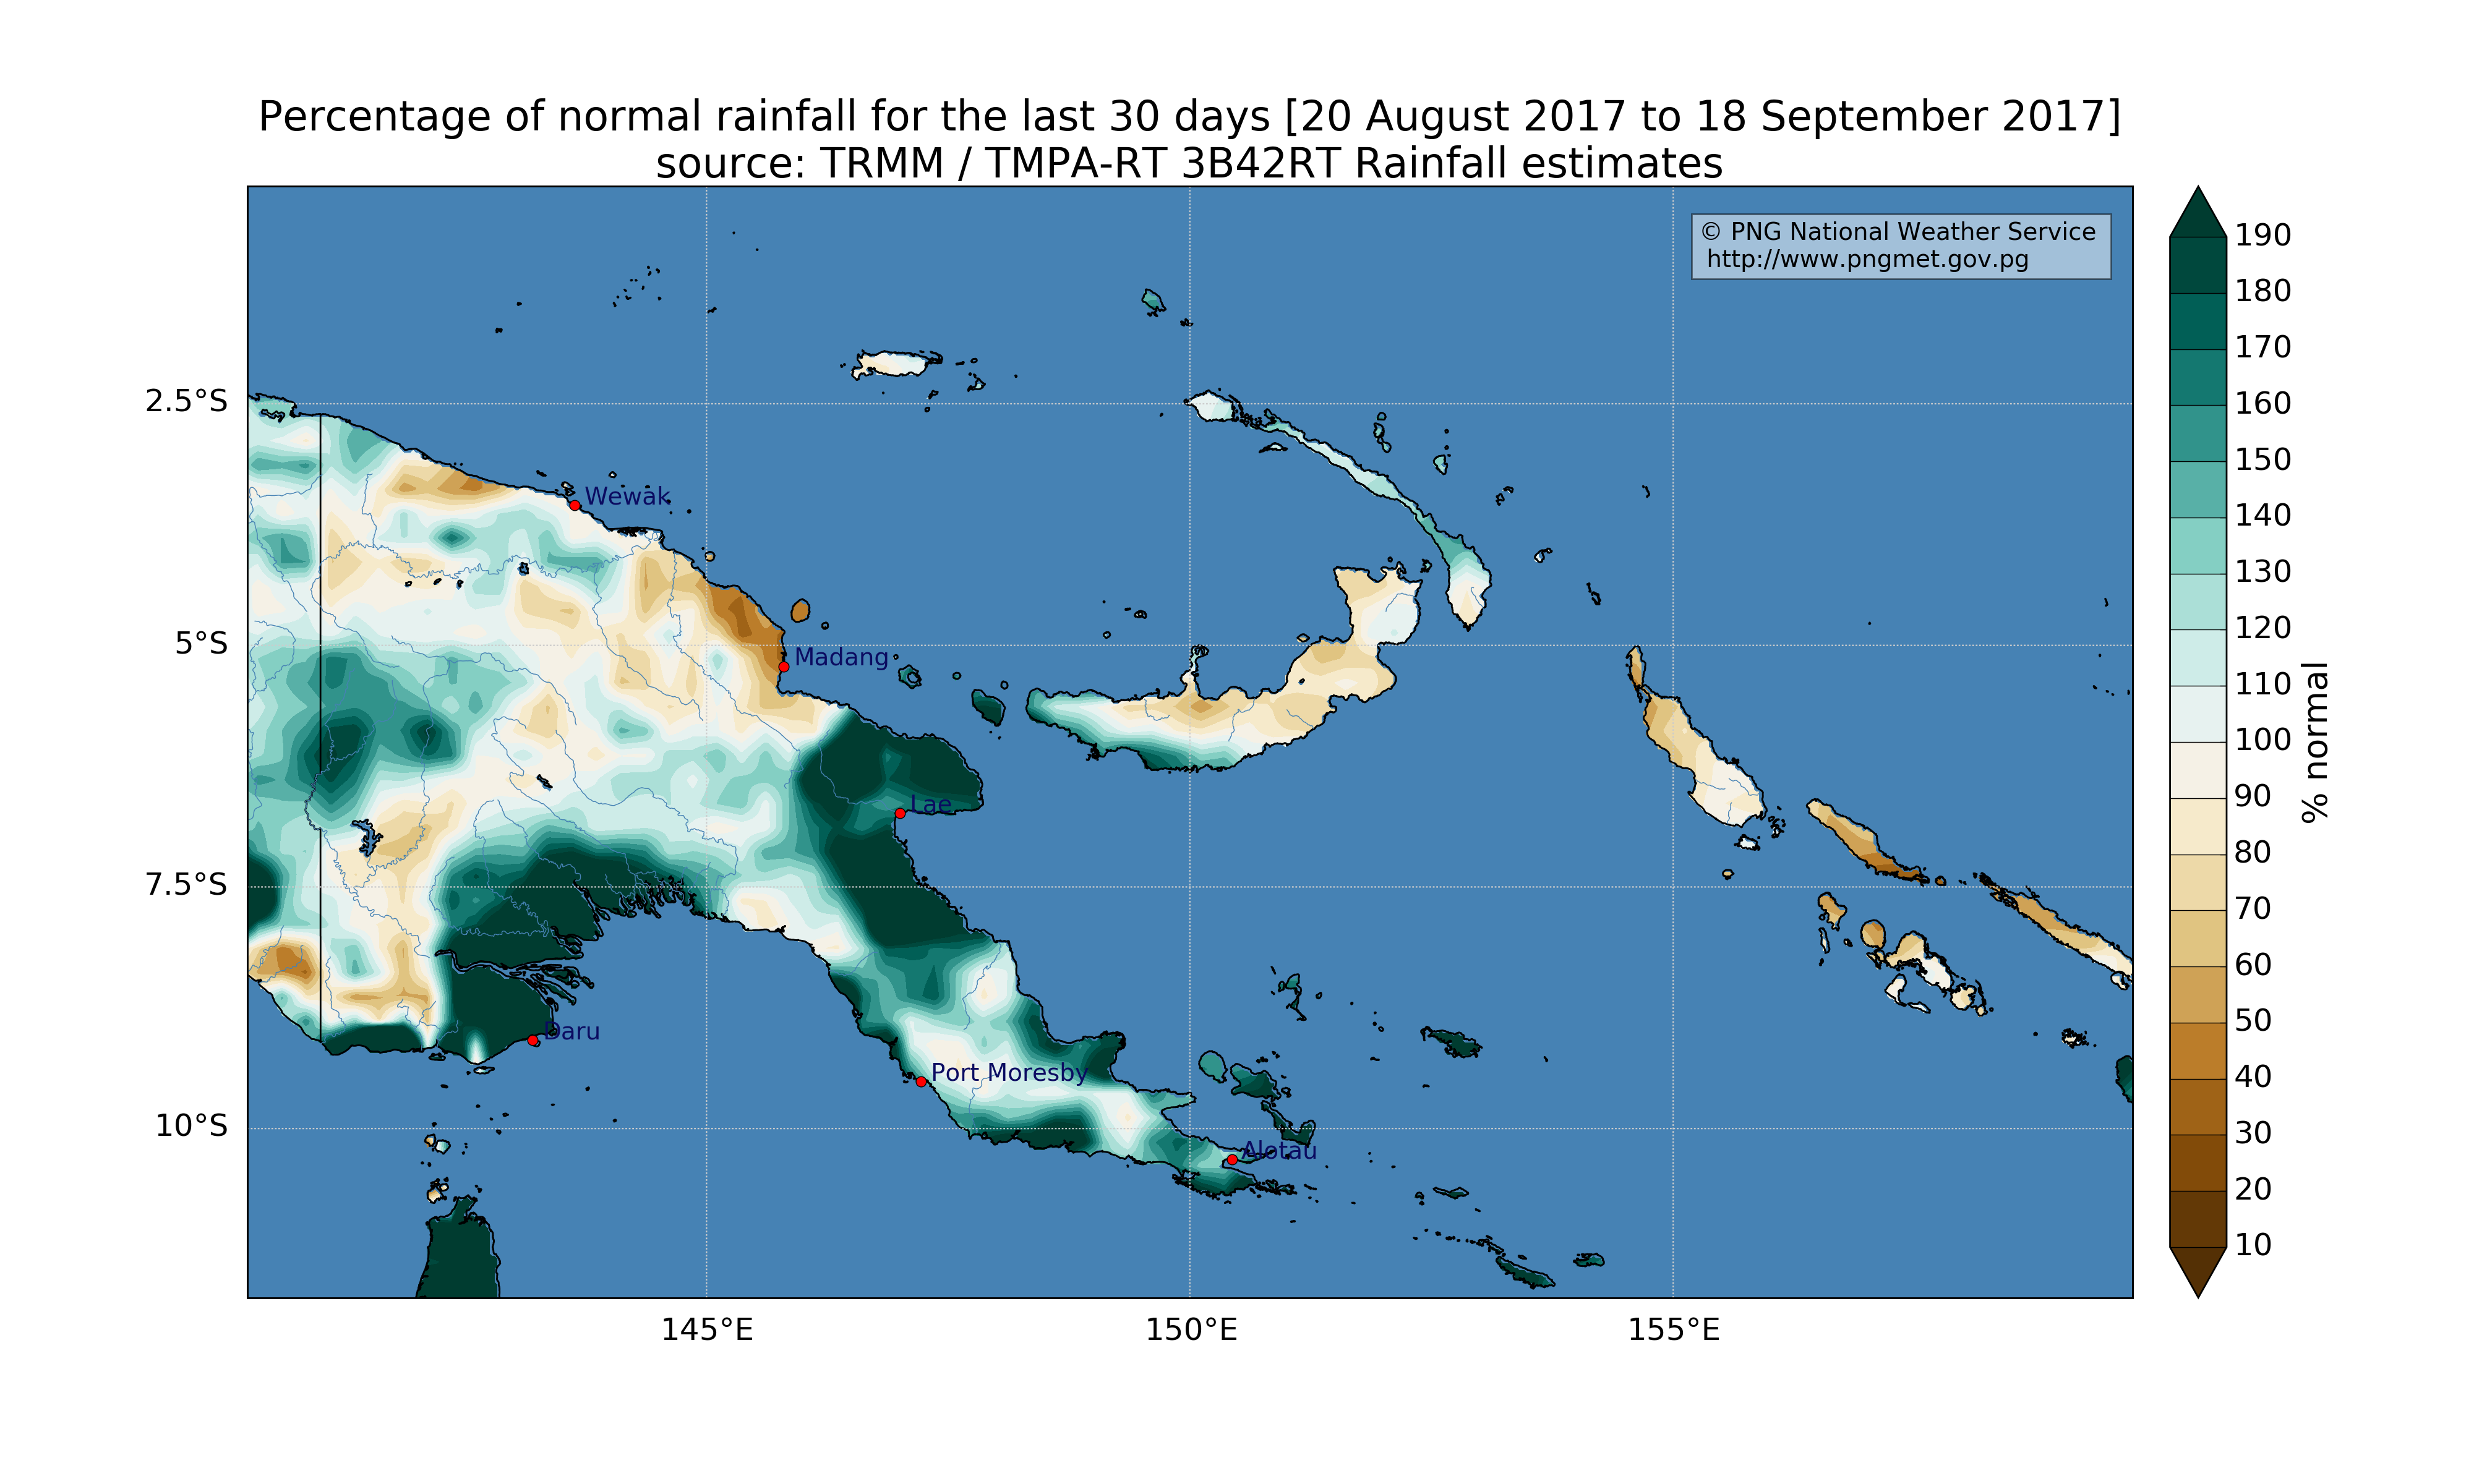 Percentage of normal rainfall for the last 30 days [20 August 2017 to 18 September 2017]
source: TRMM / TMPA-RT 3B42RT Rainfall estimates
© PNG National Weather Service
http://www.pngmet.gov.pg
2.5°S
5°S
7.5°S
10°S
145°E
150°E
155°E
Wewak
Madang
Lae
Daru
Port Moresby
Alotau
190
180
170
160
150
140
130
120
110
100
90
80
70
60
50
40
30
20
10
% normal